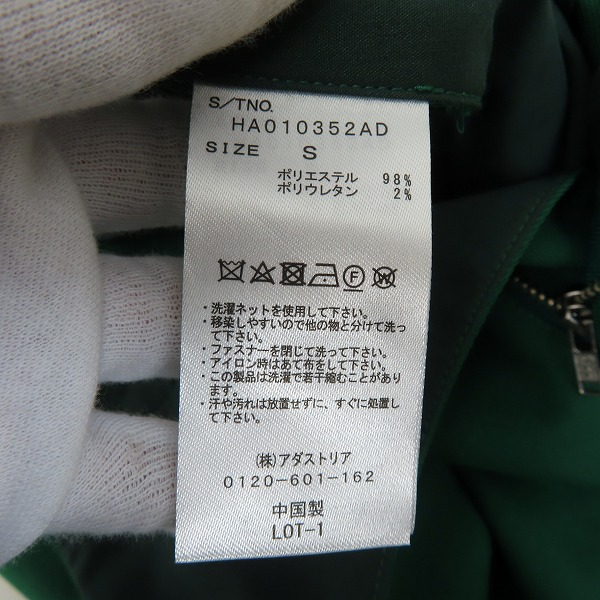 S/TNO.
HA010352AD
SIZE S
ポリエステル 98%
ポリウレタン 2%
・洗濯ネットを使用して下さい。
・移染しやすいので他の物と分けて洗っ
て下さい。
・ファスナーを閉じて洗って下さい。
・アイロン時はあて布をして下さい。
・この製品は洗濯で若干縮むことがあり
ます。
・汗や汚れは放置せずに、すぐに処置し
て下さい。
(株)アダストリア
0120-601-162
中国製
LOT-1